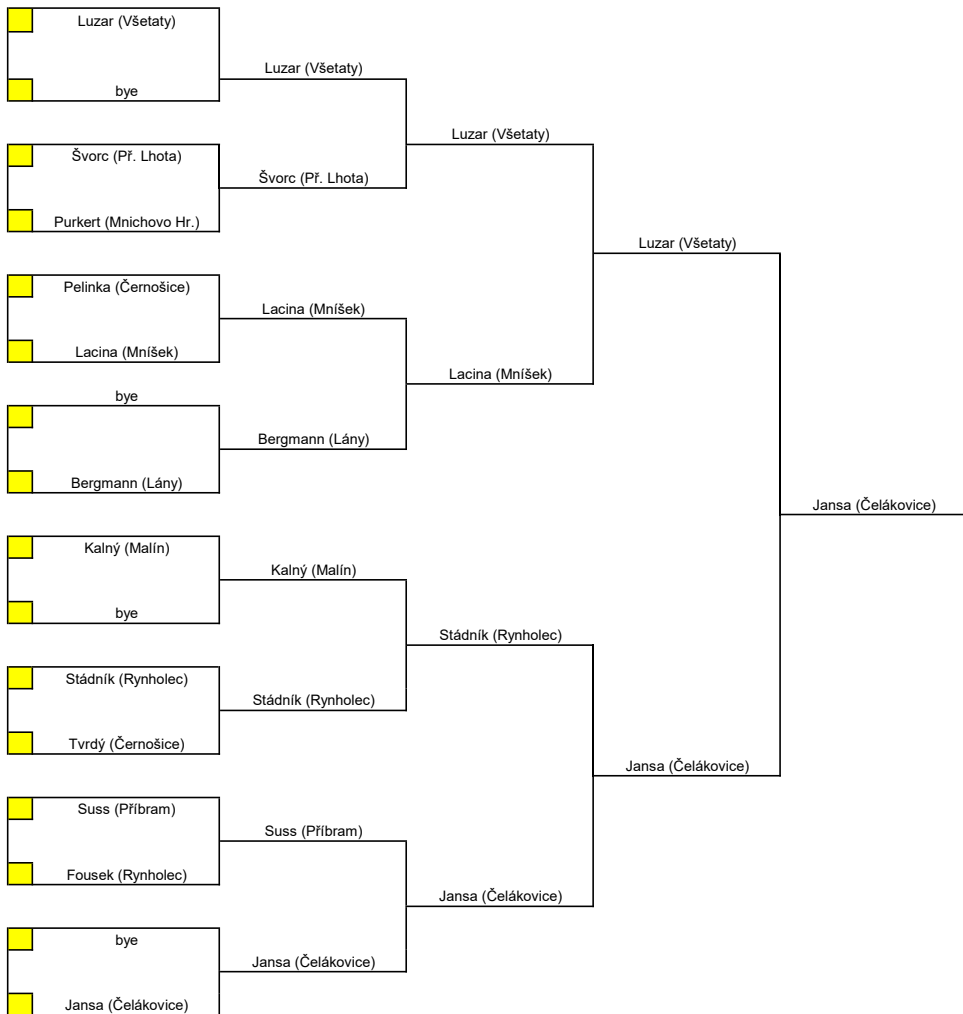 Luzar (Všetaty)
Luzar (Všetaty)
bye
Luzar (Všetaty)
Švorc (Př. Lhota)
Švorc (Př. Lhota)
Purkert (Mnichovo Hr.)
Luzar (Všetaty)
Pelinka (Černošice)
Lacina (Mníšek)
Lacina (Mníšek)
Lacina (Mníšek)
bye
Bergmann (Lány)
Bergmann (Lány)
Jansa (Čelákovice)
Kalný (Malín)
Kalný (Malín)
bye
Stádník (Rynholec)
Stádník (Rynholec)
Stádník (Rynholec)
Tvrdý (Černošice)
Jansa (Čelákovice)
Suss (Příbram)
Suss (Příbram)
Fousek (Rynholec)
Jansa (Čelákovice)
bye
Jansa (Čelákovice)
Jansa (Čelákovice)